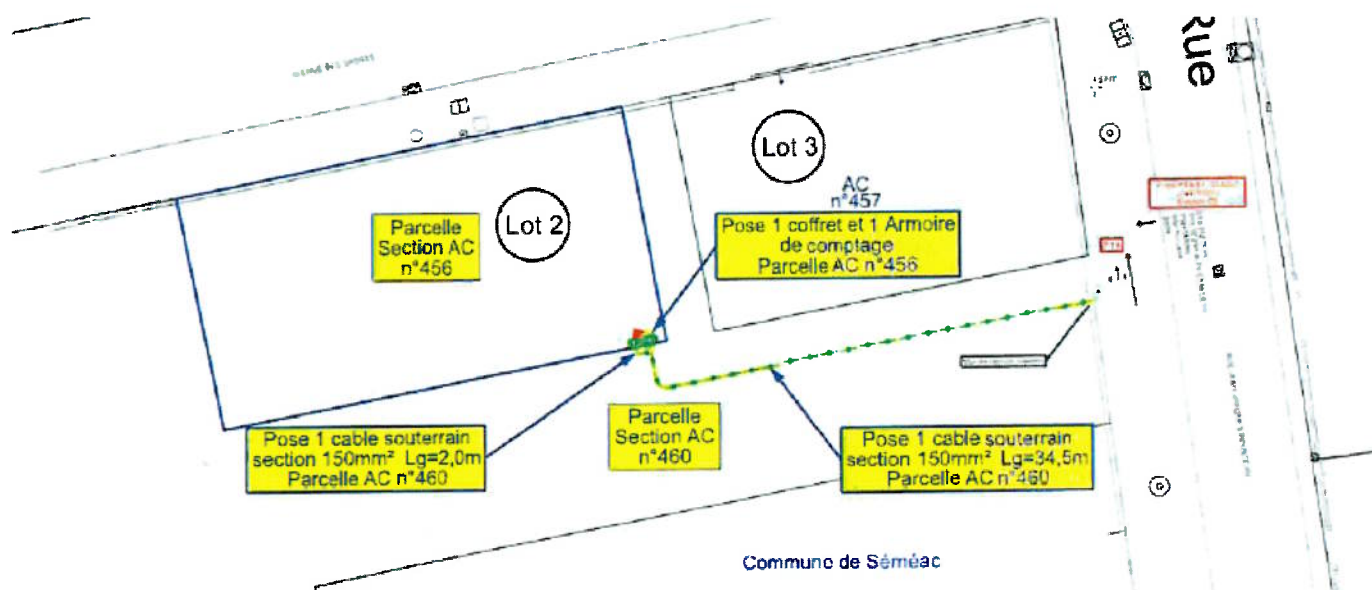 Rue
Lot 3
AC
n°457
Lot 2
Parcelle
Section AC
n°456
Pose 1 coffret et 1 Armoire
de comptage
Parcelle AC n°456
Pose 1 cable souterrain
section 150mm² Lg=2,0m
Parcelle AC n°460
Parcelle
Section AC
n°460
Pose 1 cable souterrain
section 150mm² Lg=34,5m
Parcelle AC n°460
Commune de Séméac